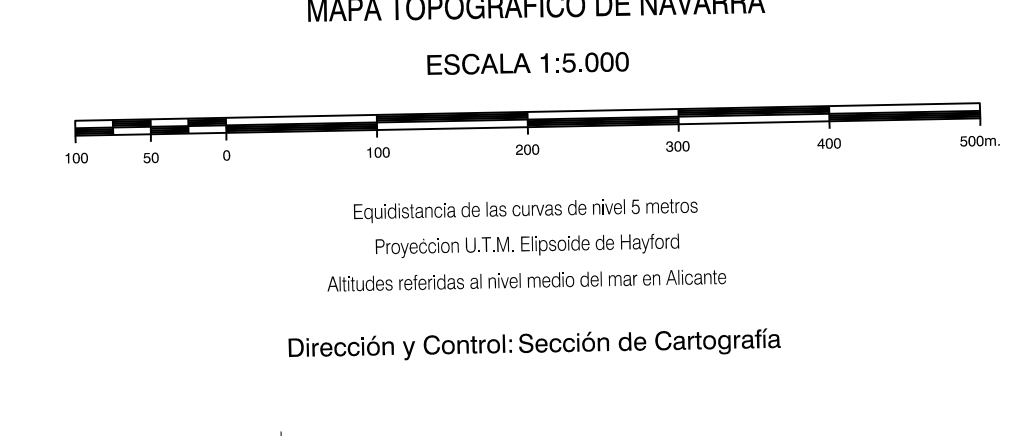 MAPA TOPOGRAFICO DE NAVARRA
ESCALA 1:5.000
100 50 0 100 200 300 400 500m.
Equidistancia de las curvas de nivel 5 metros
Proyeccion U.T.M. Elipsoide de Hayford
Altitudes referidas al nivel medio del mar en Alicante
Dirección y Control: Sección de Cartografía